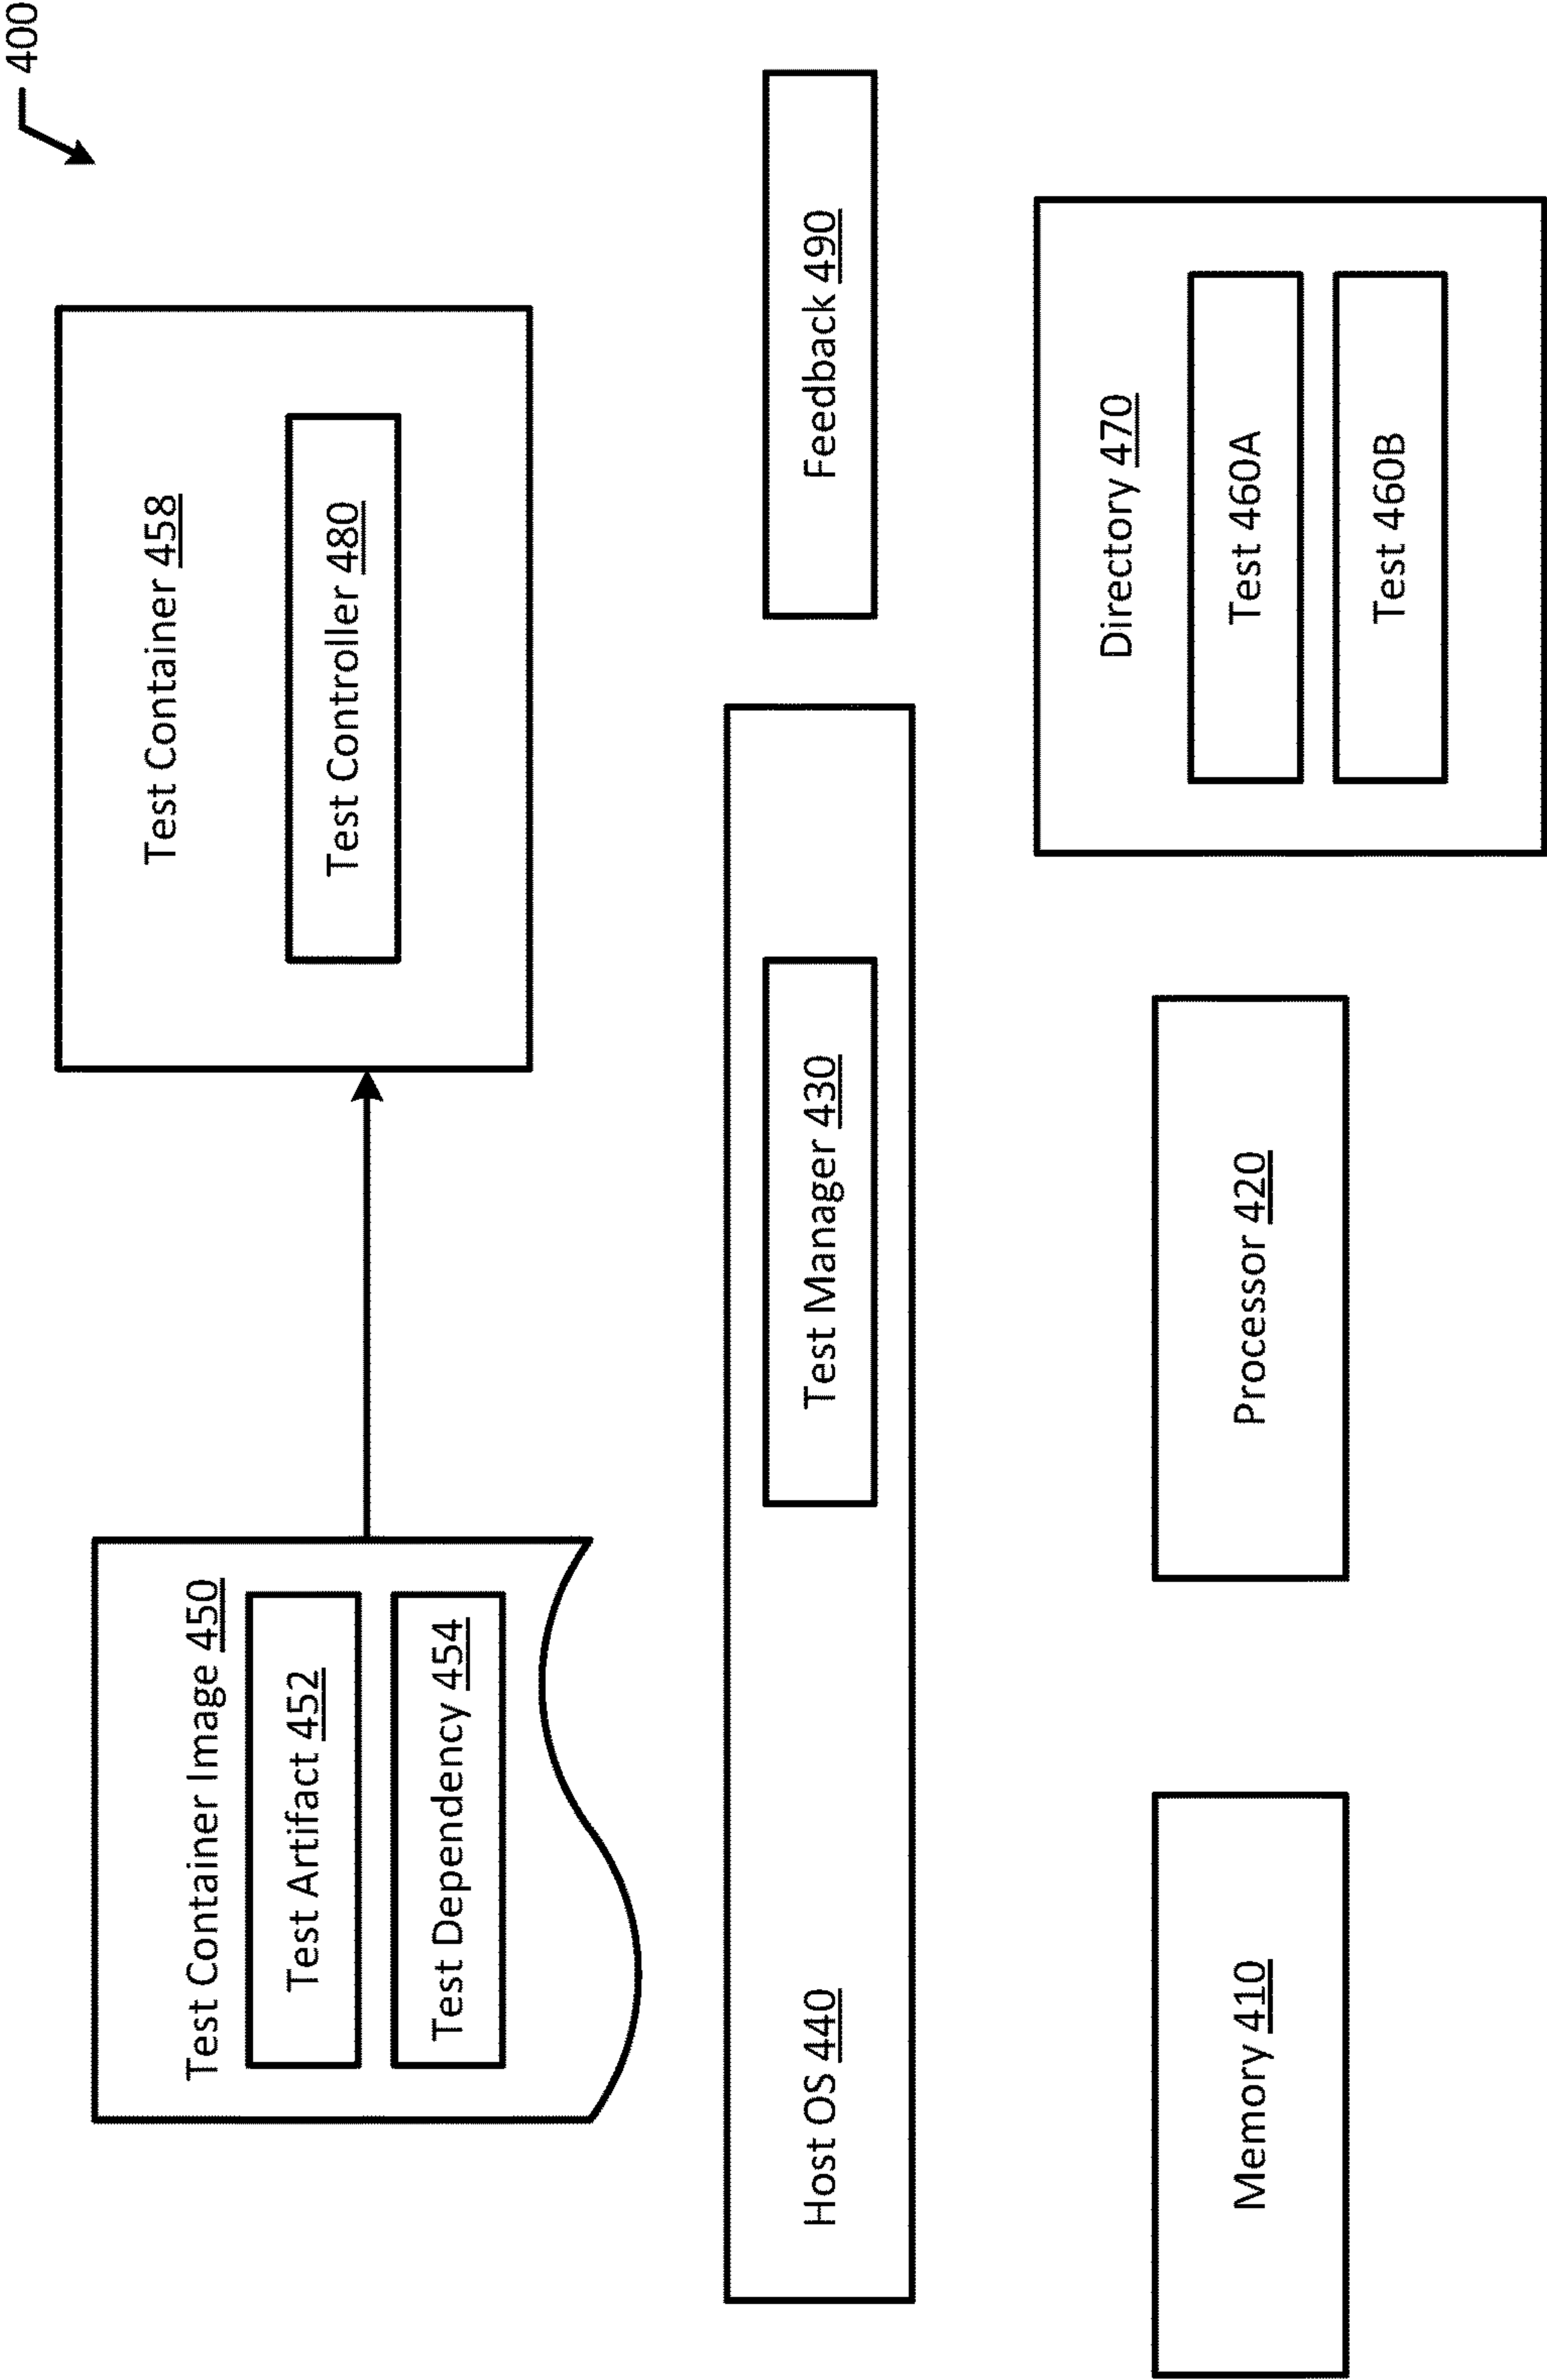 400
Test Container Image 450
Test Artifact 452
Test Dependency 454
Test Container 458
Test Controller 480
Host OS 440
Test Manager 430
Feedback 490
Memory 410
Processor 420
Directory 470
Test 460A
Test 460B